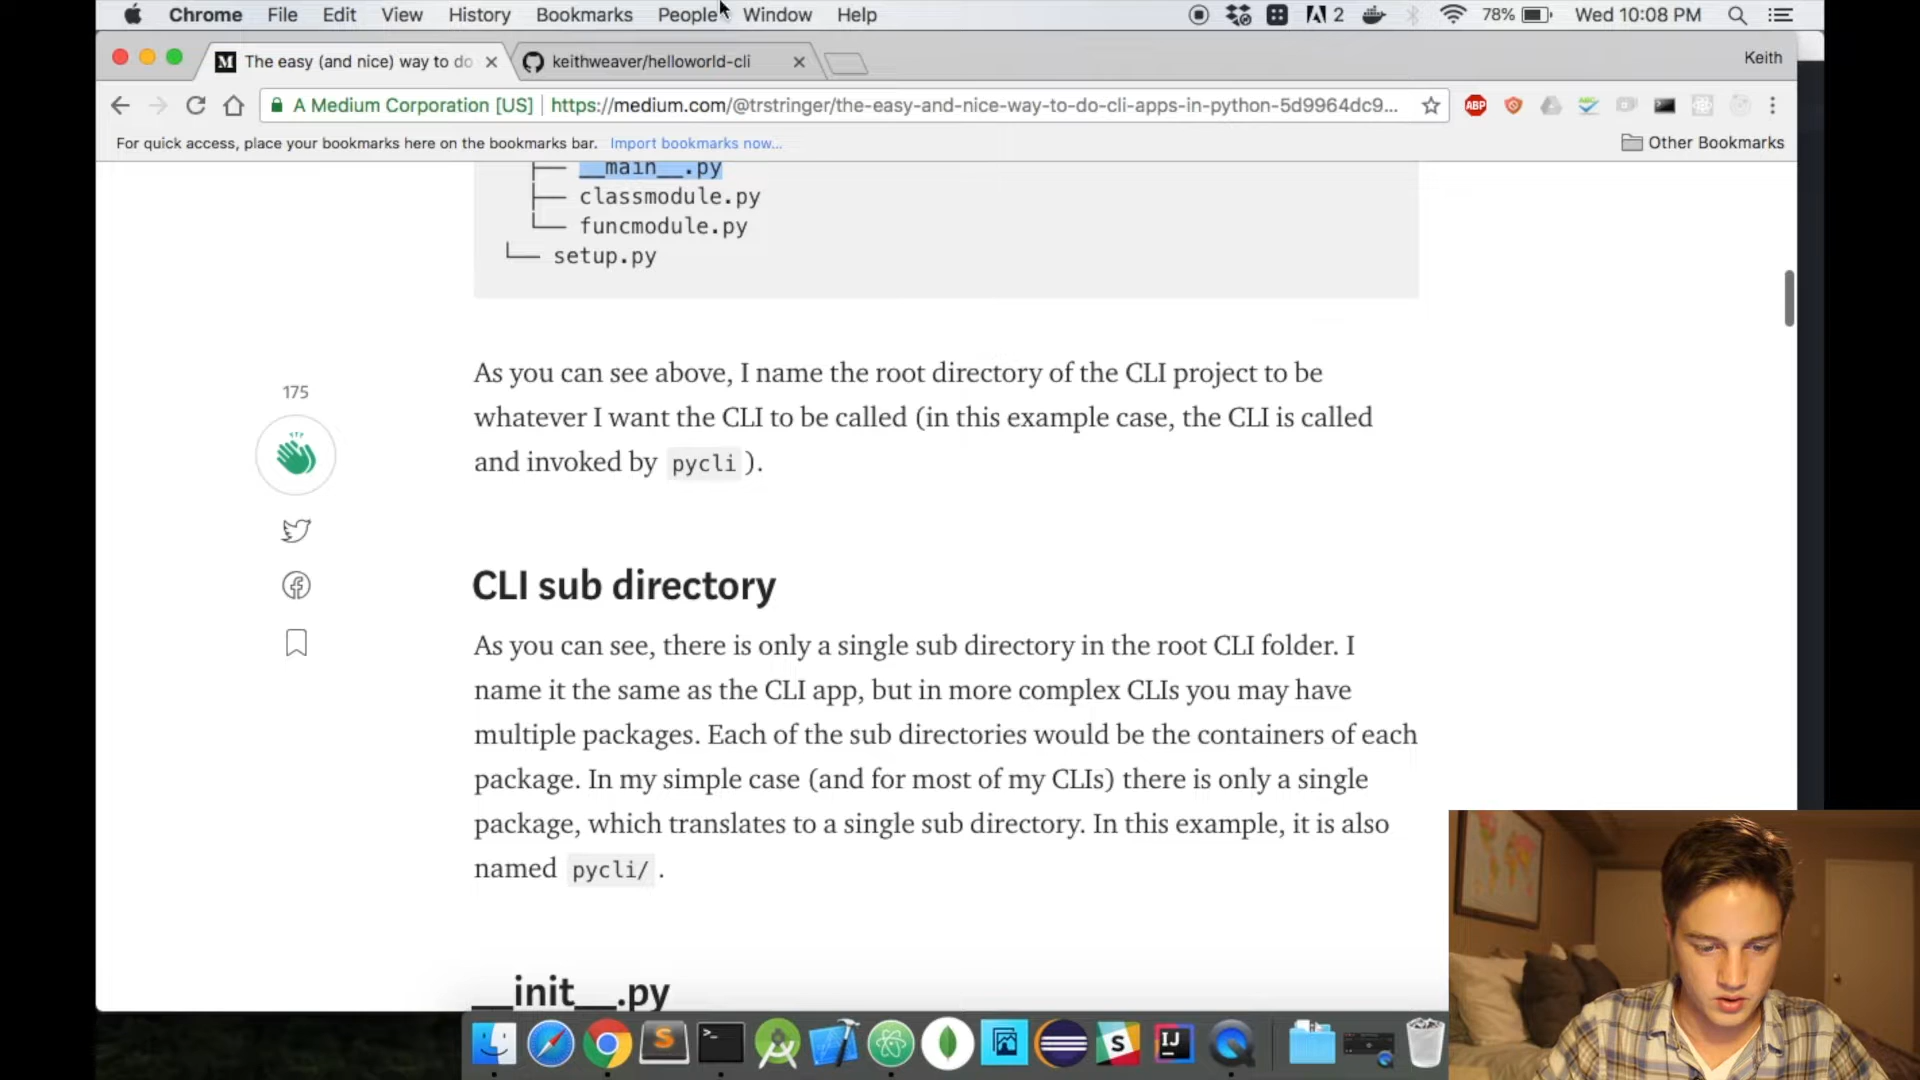 Chrome File Edit View History Bookmarks People Window Help 2 78% Wed 10:08 PM
The easy (and nice) way to do keithweaver/helloworld-cli Keith
A Medium Corporation [US] https://medium.com/@trstringer/the-easy-and-nice-way-to-do-cli-apps-in-python-5d9964dc9... ABP
For quick access, place your bookmarks here on the bookmarks bar. Import bookmarks now... Other Bookmarks
├── __main__.py
├── classmodule.py
└── funcmodule.py
└── setup.py
As you can see above, I name the root directory of the CLI project to be
whatever I want the CLI to be called (in this example case, the CLI is called
and invoked by pycli ).
175
CLI sub directory
As you can see, there is only a single sub directory in the root CLI folder. I
name it the same as the CLI app, but in more complex CLIs you may have
multiple packages. Each of the sub directories would be the containers of each
package. In my simple case (and for most of my CLIs) there is only a single
package, which translates to a single sub directory. In this example, it is also
named pycli/ .
__init__.py